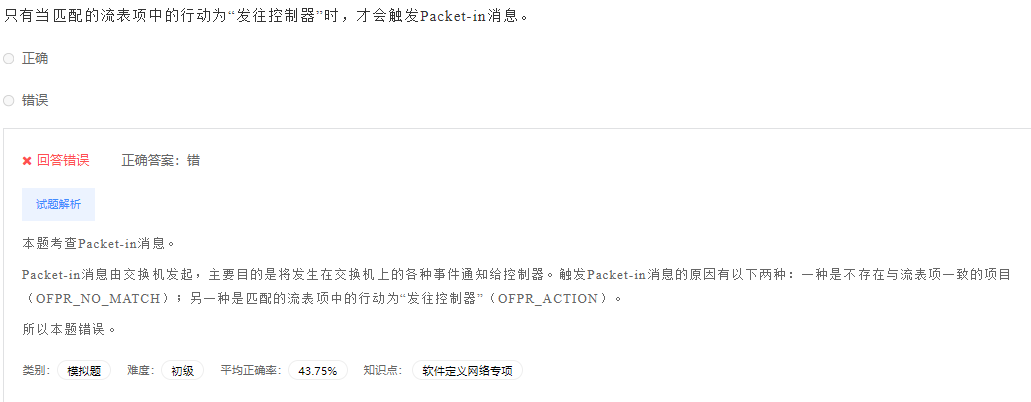 只有当匹配的流表项中的行动为“发往控制器”时，才会触发Packet-in消息。
正确
错误
✖ 回答错误 正确答案：错
试题解析
本题考查Packet-in消息。
Packet-in消息由交换机发起，主要目的是将发生在交换机上的各种事件通知给控制器。触发Packet-in消息的原因有以下两种：一种是不存在与流表项一致的项目
（OFPR_NO_MATCH）；另一种是匹配的流表项中的行动为“发往控制器”（OFPR_ACTION）。
所以本题错误。
类别： 模拟题 难度： 初级 平均正确率： 43.75% 知识点： 软件定义网络专项